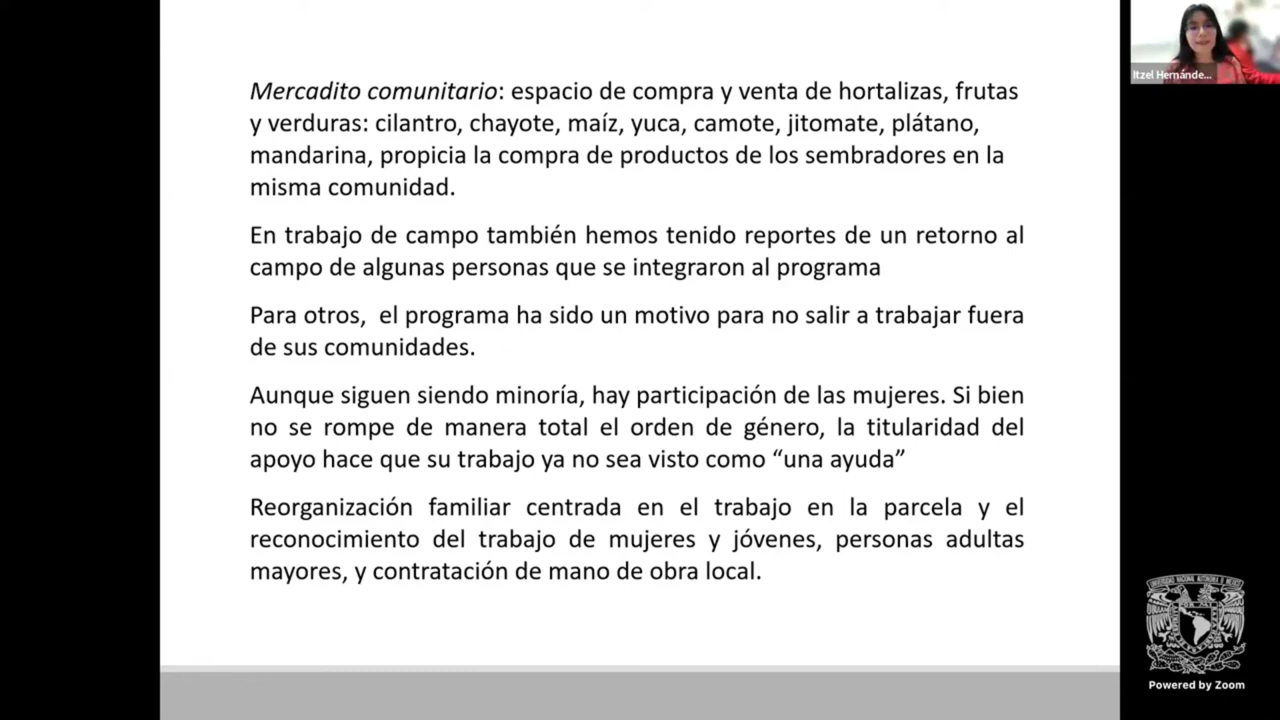 Mercadito comunitario: espacio de compra y venta de hortalizas, frutas
y verduras: cilantro, chayote, maíz, yuca, camote, jitomate, plátano,
mandarina, propicia la compra de productos de los sembradores en la
misma comunidad.
En trabajo de campo también hemos tenido reportes de un retorno al
campo de algunas personas que se integraron al programa
Para otros, el programa ha sido un motivo para no salir a trabajar fuera
de sus comunidades.
Aunque siguen siendo minoría, hay participación de las mujeres. Si bien
no se rompe de manera total el orden de género, la titularidad del
apoyo hace que su trabajo ya no sea visto como “una ayuda”
Reorganización familiar centrada en el trabajo en la parcela y el
reconocimiento del trabajo de mujeres y jóvenes, personas adultas
mayores, y contratación de mano de obra local.
Itzel Hernánde...
Powered by Zoom